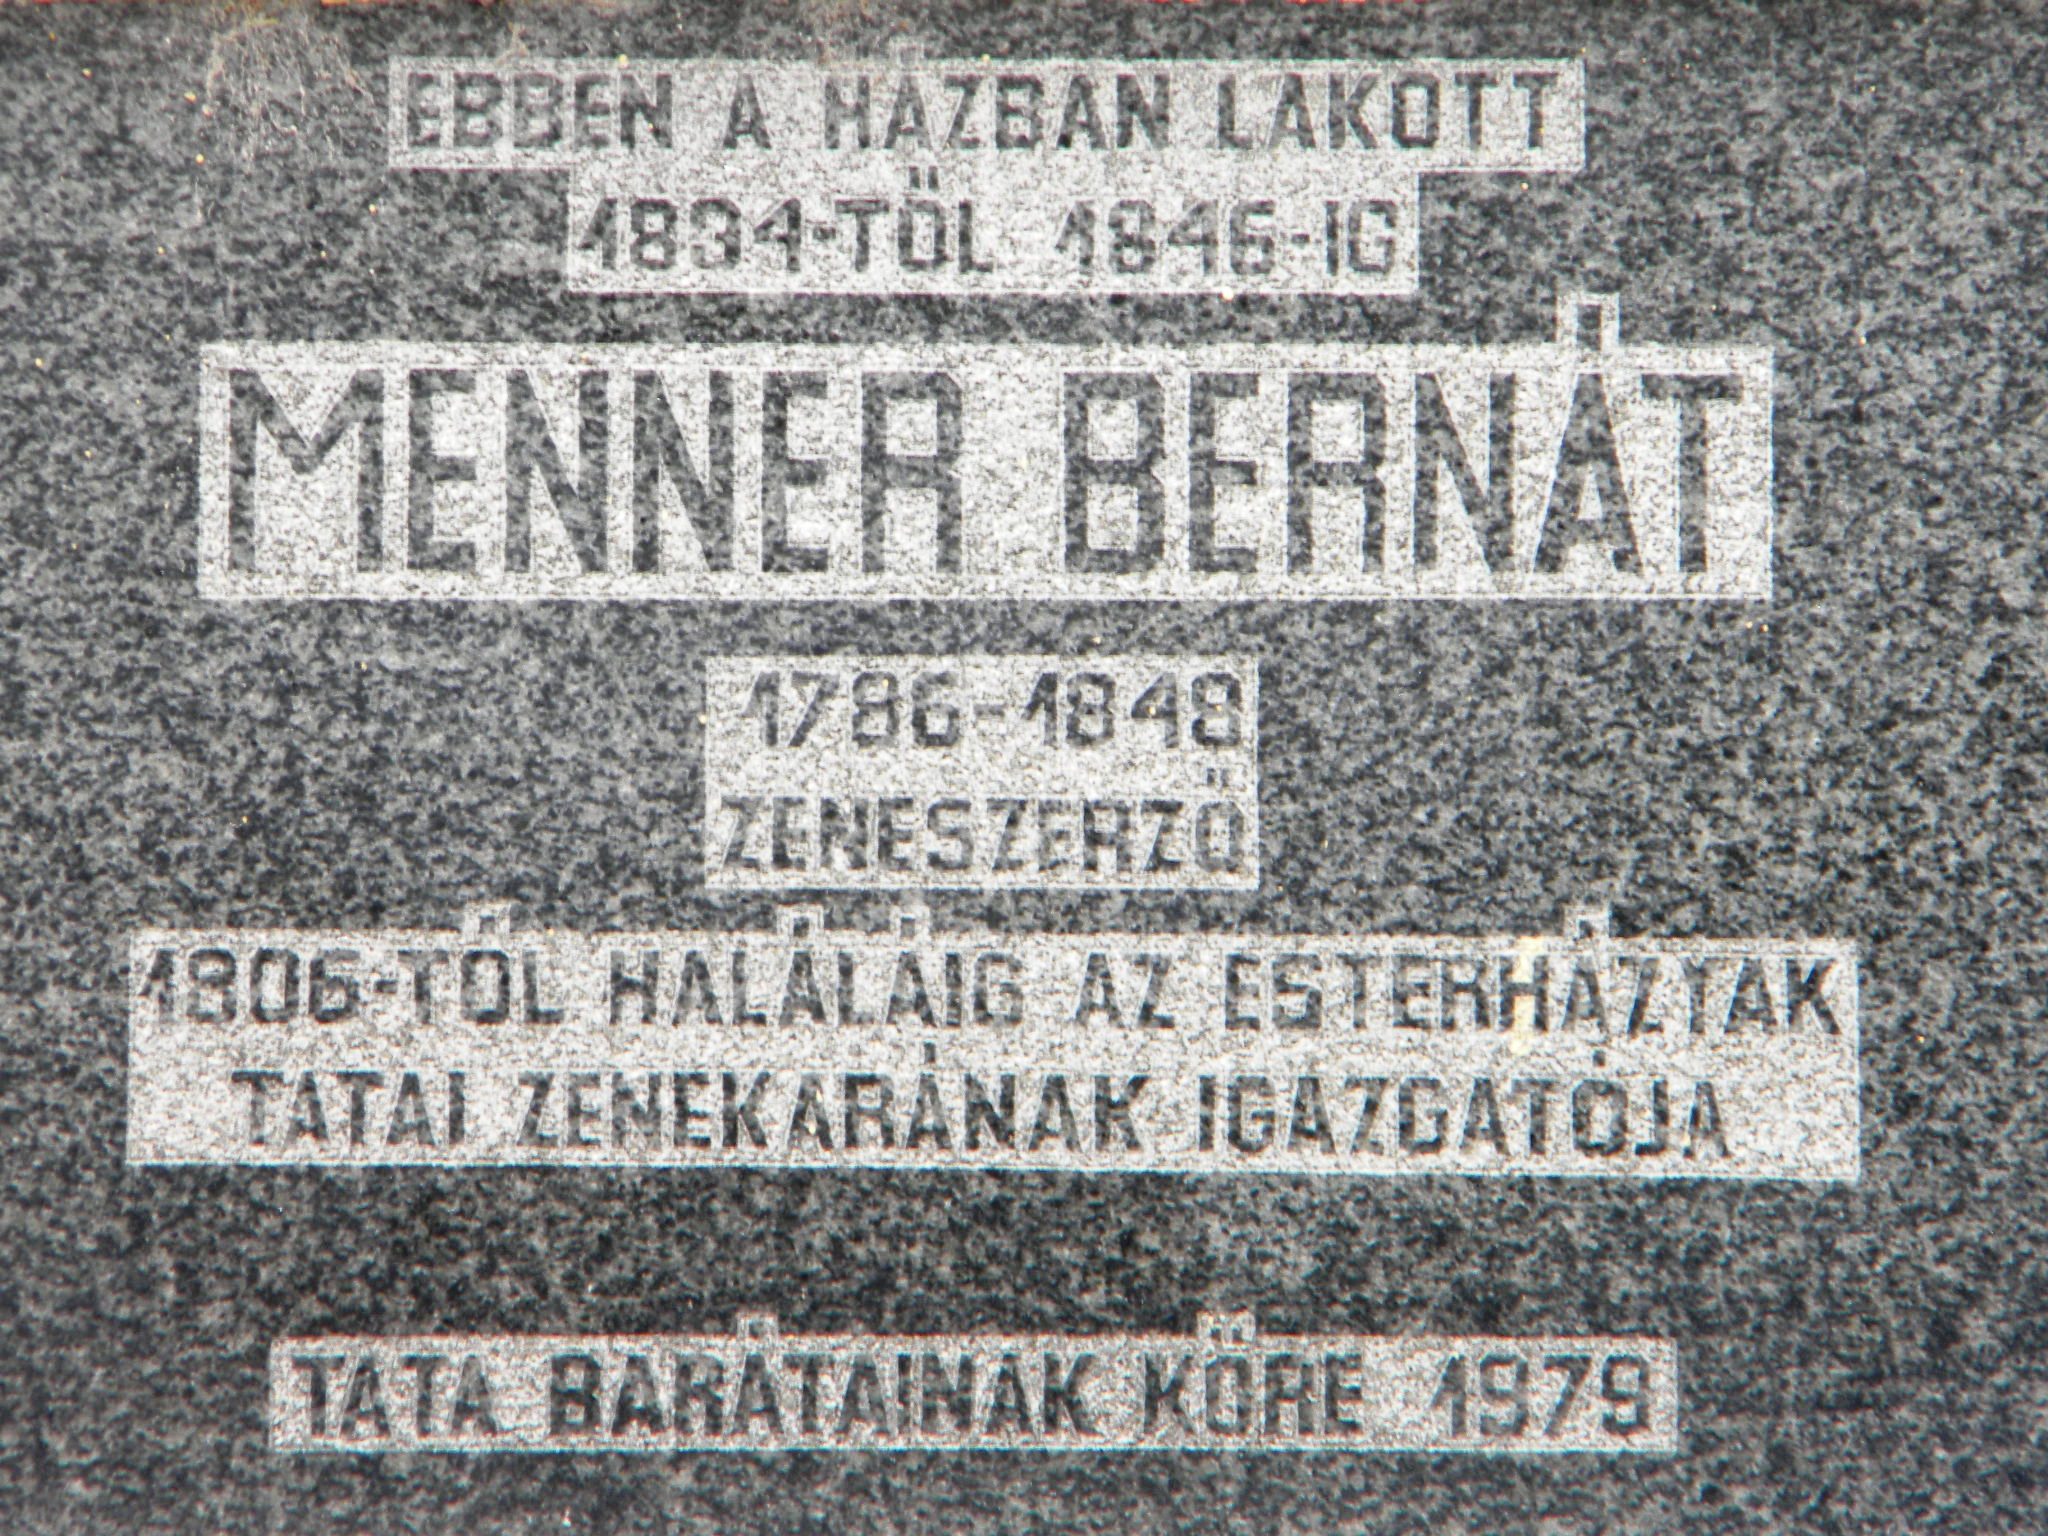 EBBEN A HÁZBAN LAKOTT
1834-TŐL 1846-IG
MENNER BERNÁT
1786-1848
ZENESZERZŐ
1806-TÓL HALÁLÁIG AZ ESTERHÁZYAK
TATAI ZENEKARÁNAK IGAZGATÓJA
TATA BARÁTAINAK KÖRE 1979